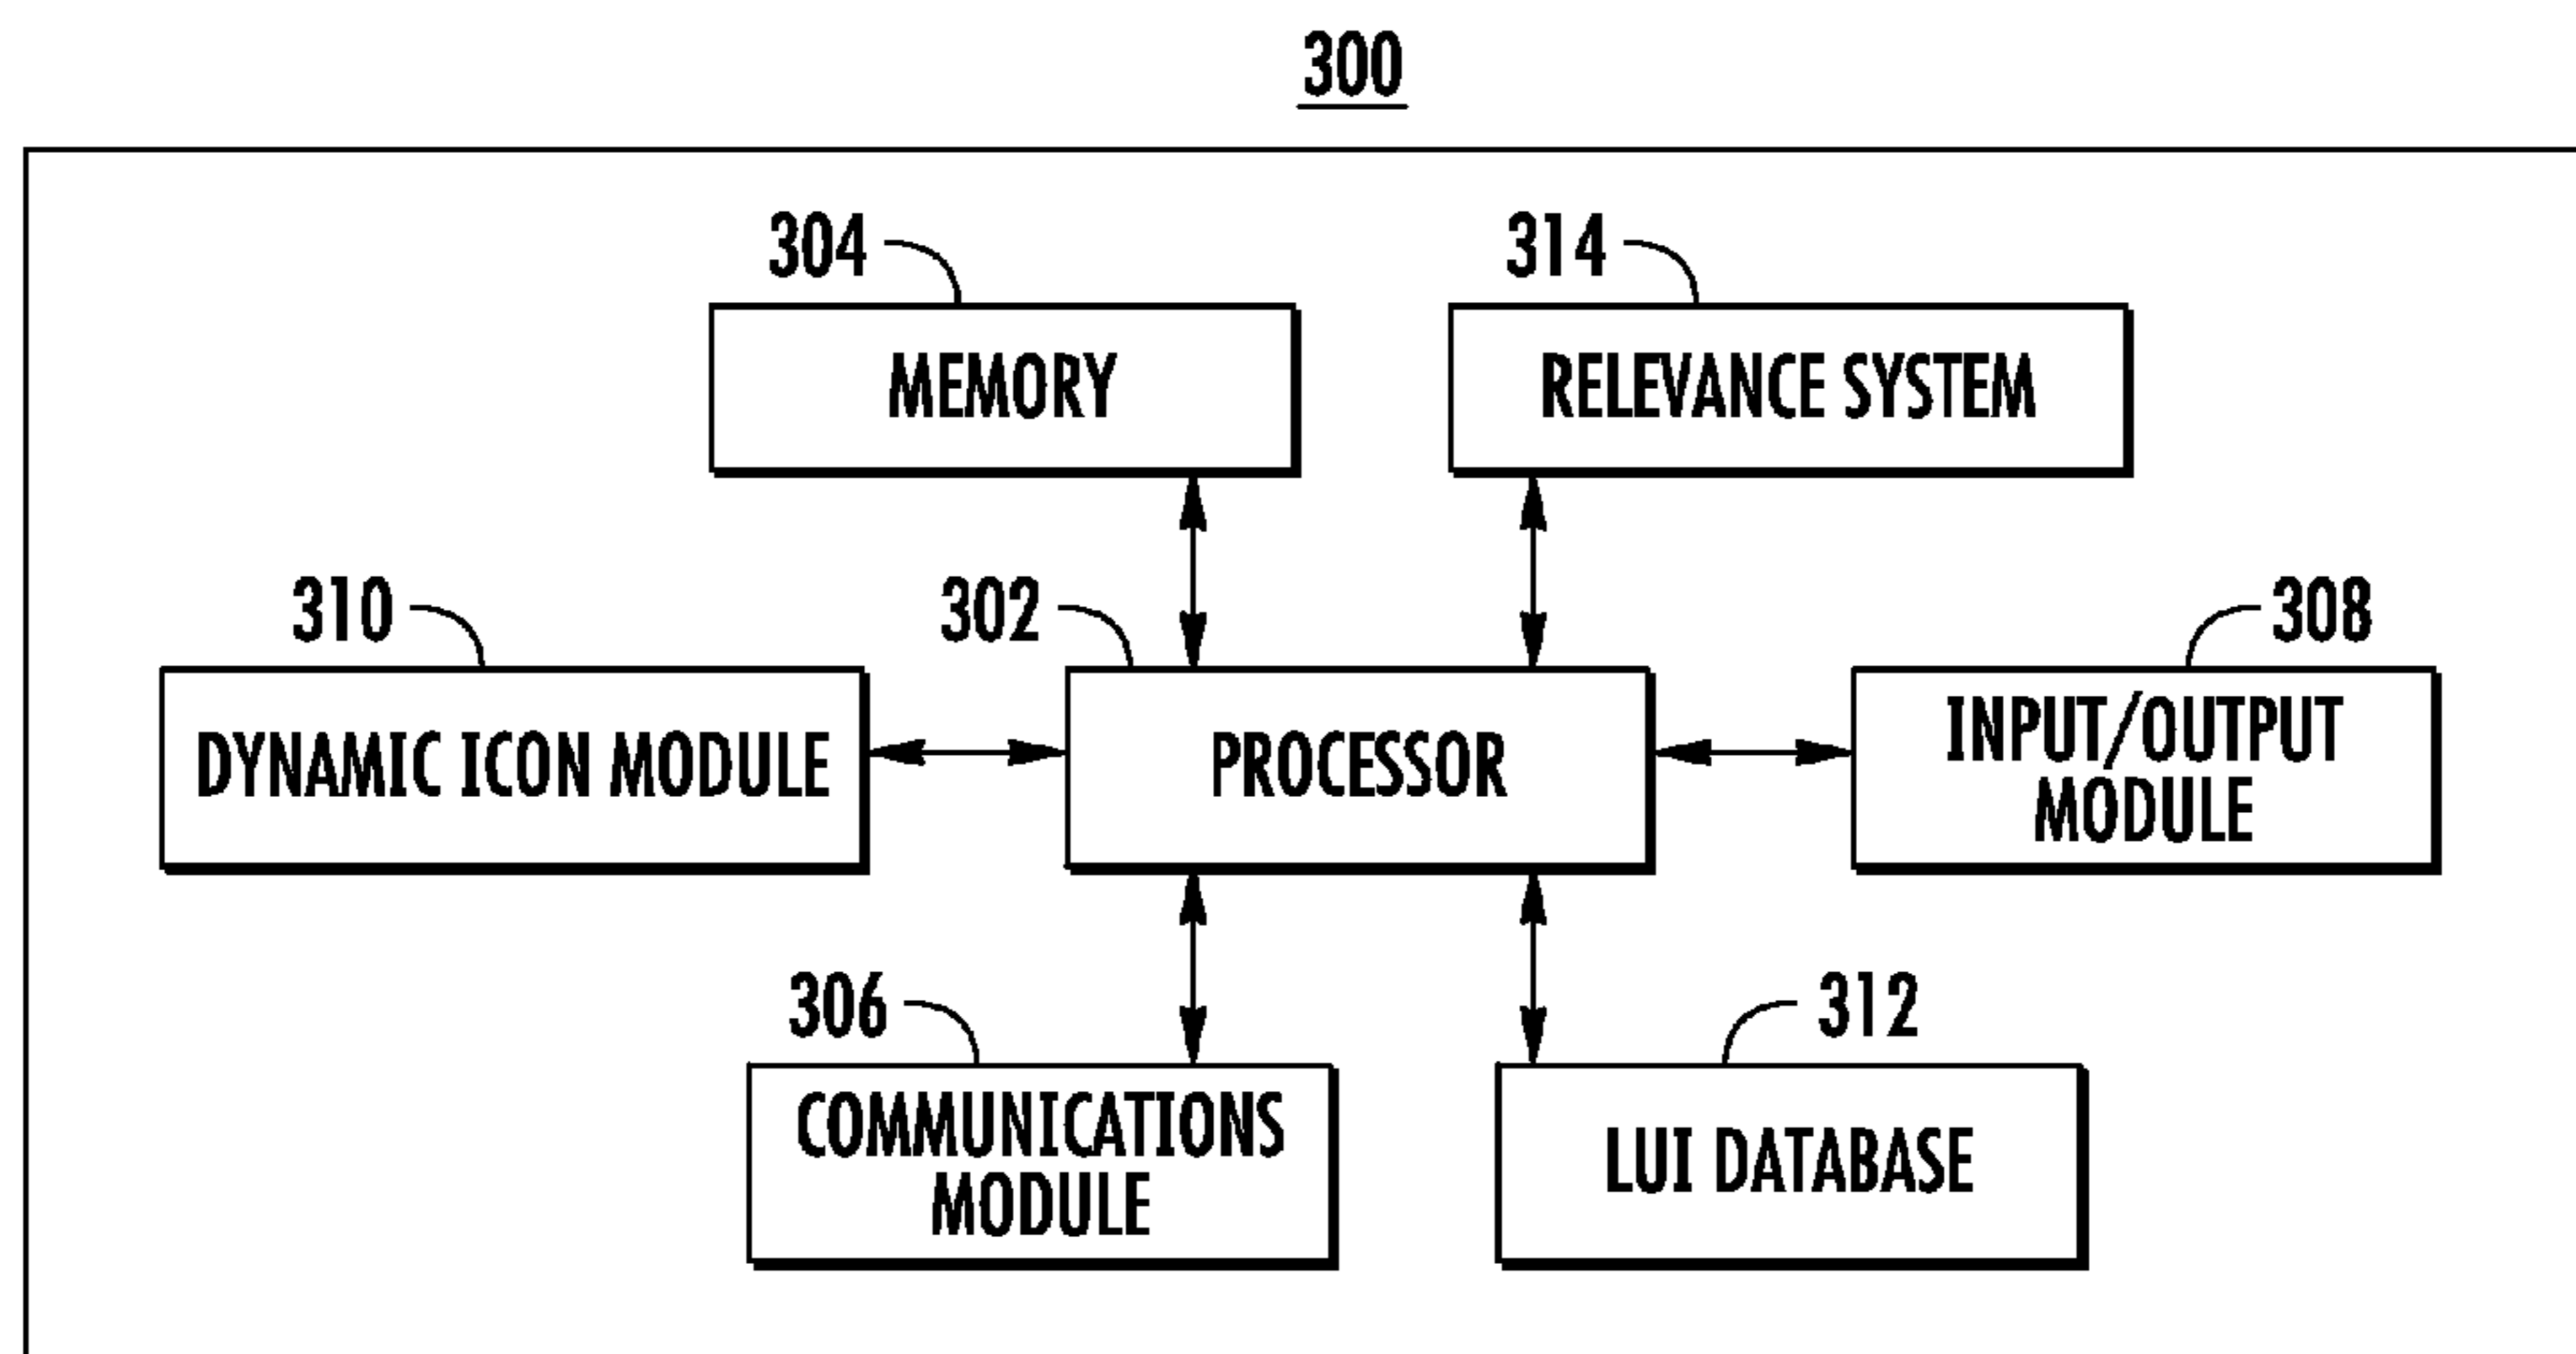 300
304
314
MEMORY
RELEVANCE SYSTEM
310
302
308
DYNAMIC ICON MODULE
PROCESSOR
INPUT/OUTPUT
MODULE
306
312
COMMUNICATIONS
MODULE
LUI DATABASE